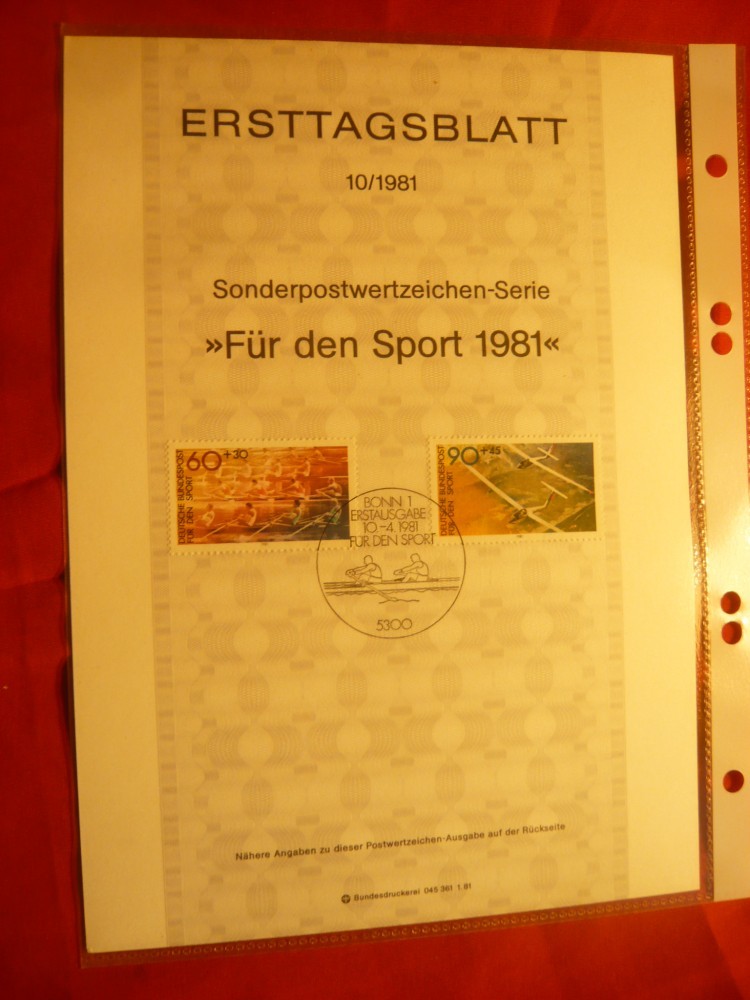 ERSTTAGSBLATT
10/1981
Sonderpostwertzeichen-Serie
»Für den Sport 1981«
60+30
DEUTSCHE BUNDESPOST
FÜR DEN SPORT
90+45
DEUTSCHE BUNDESPOST
FÜR DEN SPORT
BONN 1
ERSTAUSGABE
10.-4.1981
FÜR DEN SPORT
5300
Nähere Angaben zu dieser Postwertzeichen-Ausgabe auf der Rückseite
Bundesdruckerei 045 361 1.81